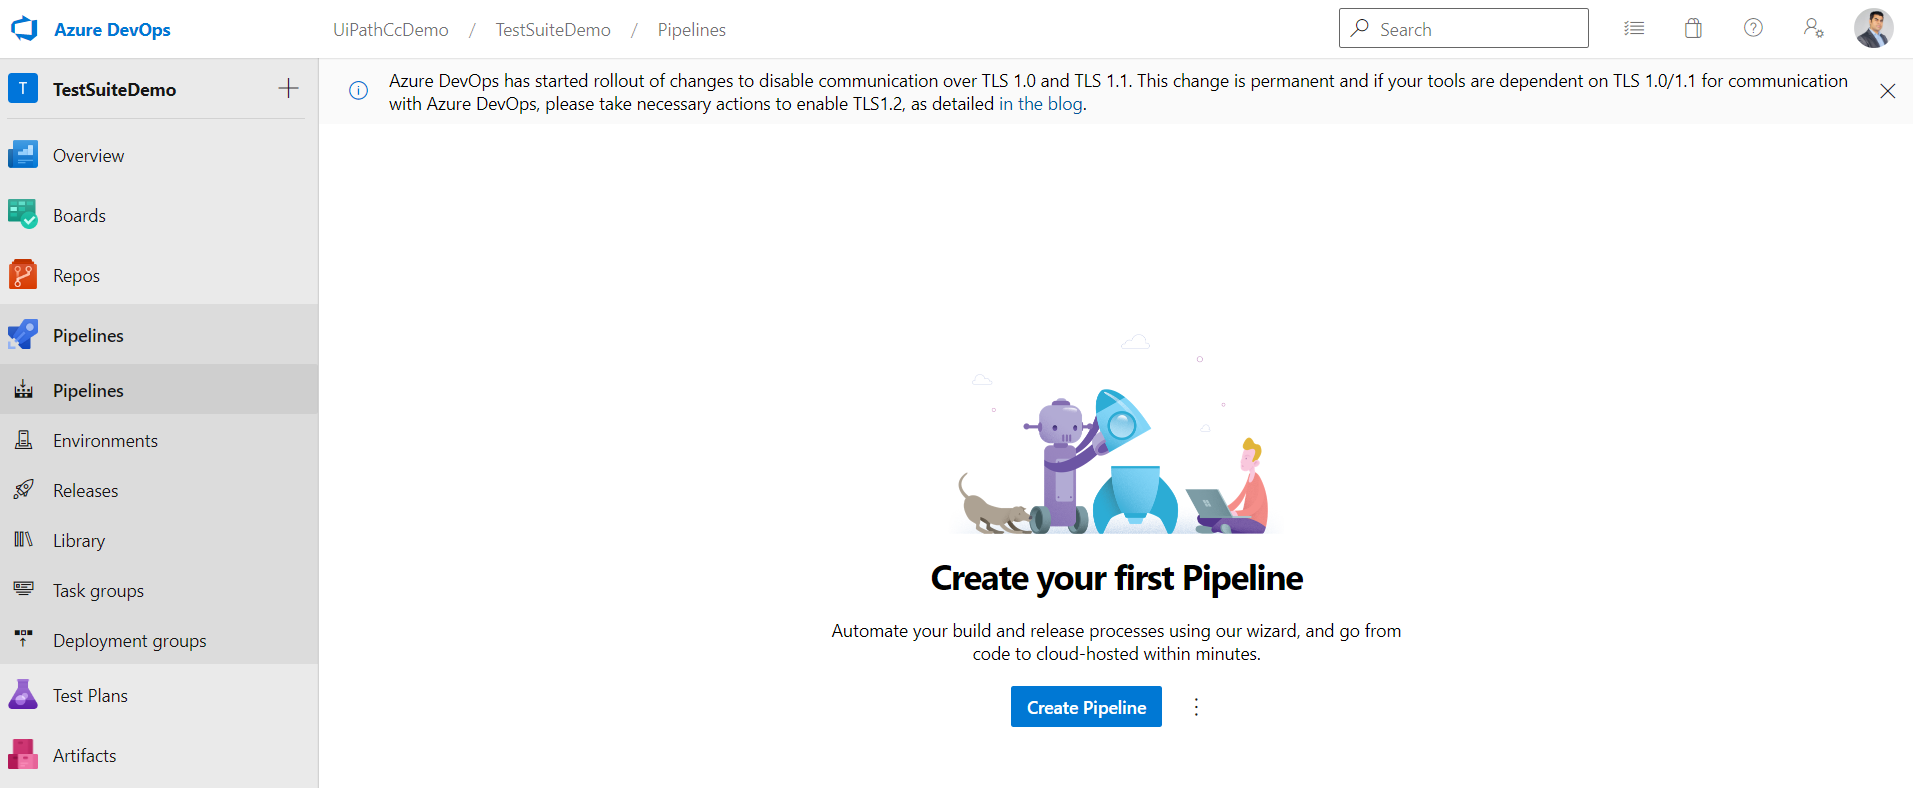 Azure DevOps
UiPathCcDemo / TestSuiteDemo / Pipelines
Search
T TestSuiteDemo
Azure DevOps has started rollout of changes to disable communication over TLS 1.0 and TLS 1.1. This change is permanent and if your tools are dependent on TLS 1.0/1.1 for communication
with Azure DevOps, please take necessary actions to enable TLS1.2, as detailed in the blog.
Overview
Boards
Repos
Pipelines
Pipelines
Environments
Releases
Library
Task groups
Deployment groups
Test Plans
Artifacts
Create your first Pipeline
Automate your build and release processes using our wizard, and go from
code to cloud-hosted within minutes.
Create Pipeline